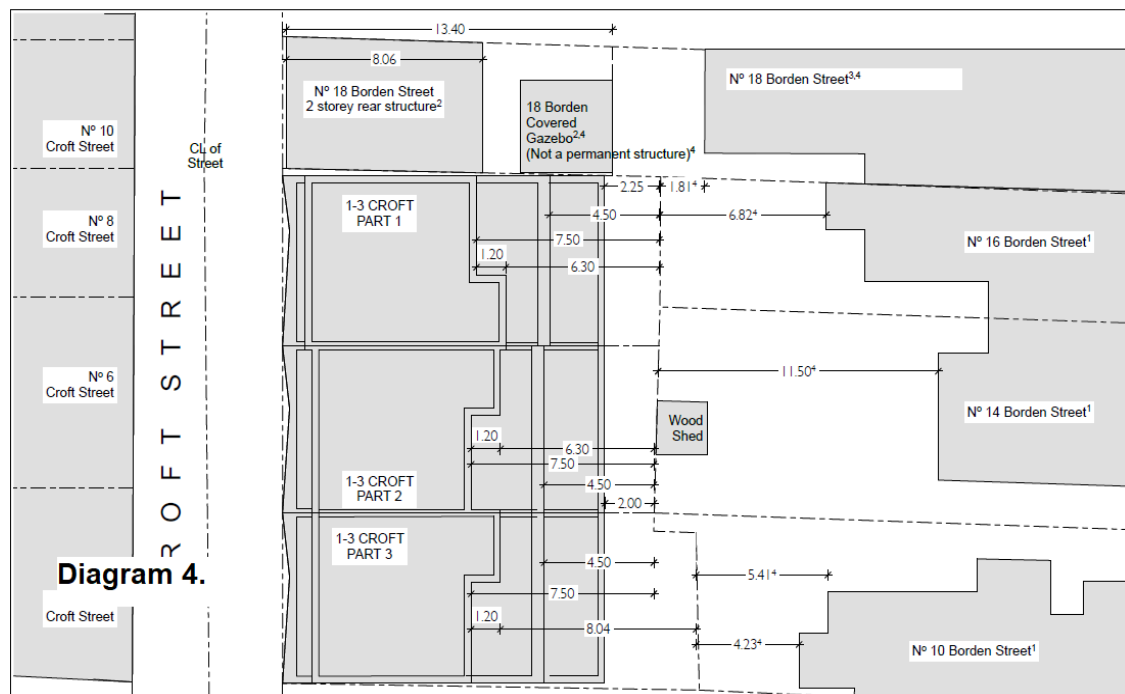 13.40
8.06
Nº 18 Borden Street
2 storey rear structure²
18 Borden
Covered
Gazebo²,⁴
(Not a permanent structure)⁴
Nº 18 Borden Street³,⁴
Nº 10
Croft Street
CL of
Street
2.25
1.81⁴
1-3 CROFT
PART 1
4.50
6.82⁴
Nº 8
Croft Street
7.50
Nº 16 Borden Street¹
1.20
6.30
CROFT STREET
11.50⁴
Nº 6
Croft Street
Nº 14 Borden Street¹
Wood
Shed
1.20
6.30
7.50
1-3 CROFT
PART 2
4.50
2.00
1-3 CROFT
PART 3
4.50
Diagram 4.
5.41⁴
7.50
Croft Street
1.20
8.04
4.23⁴
Nº 10 Borden Street¹